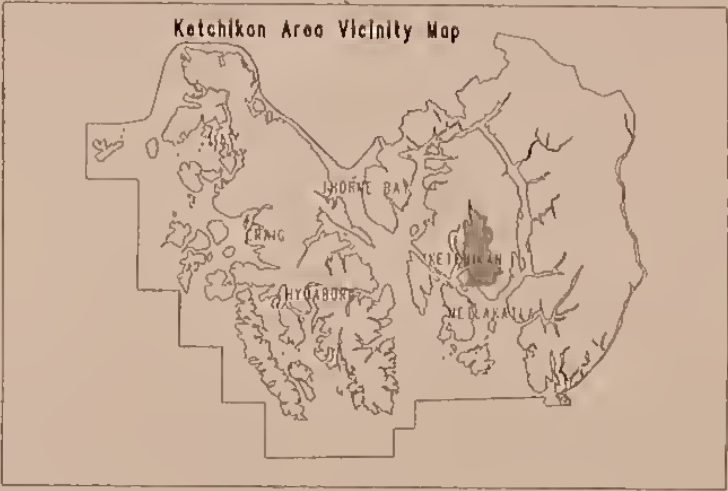 Ketchikan Area Vicinity Map
THORNE BAY
CRAIG
KETCHIKAN
HYDABURG
METLAKATLA